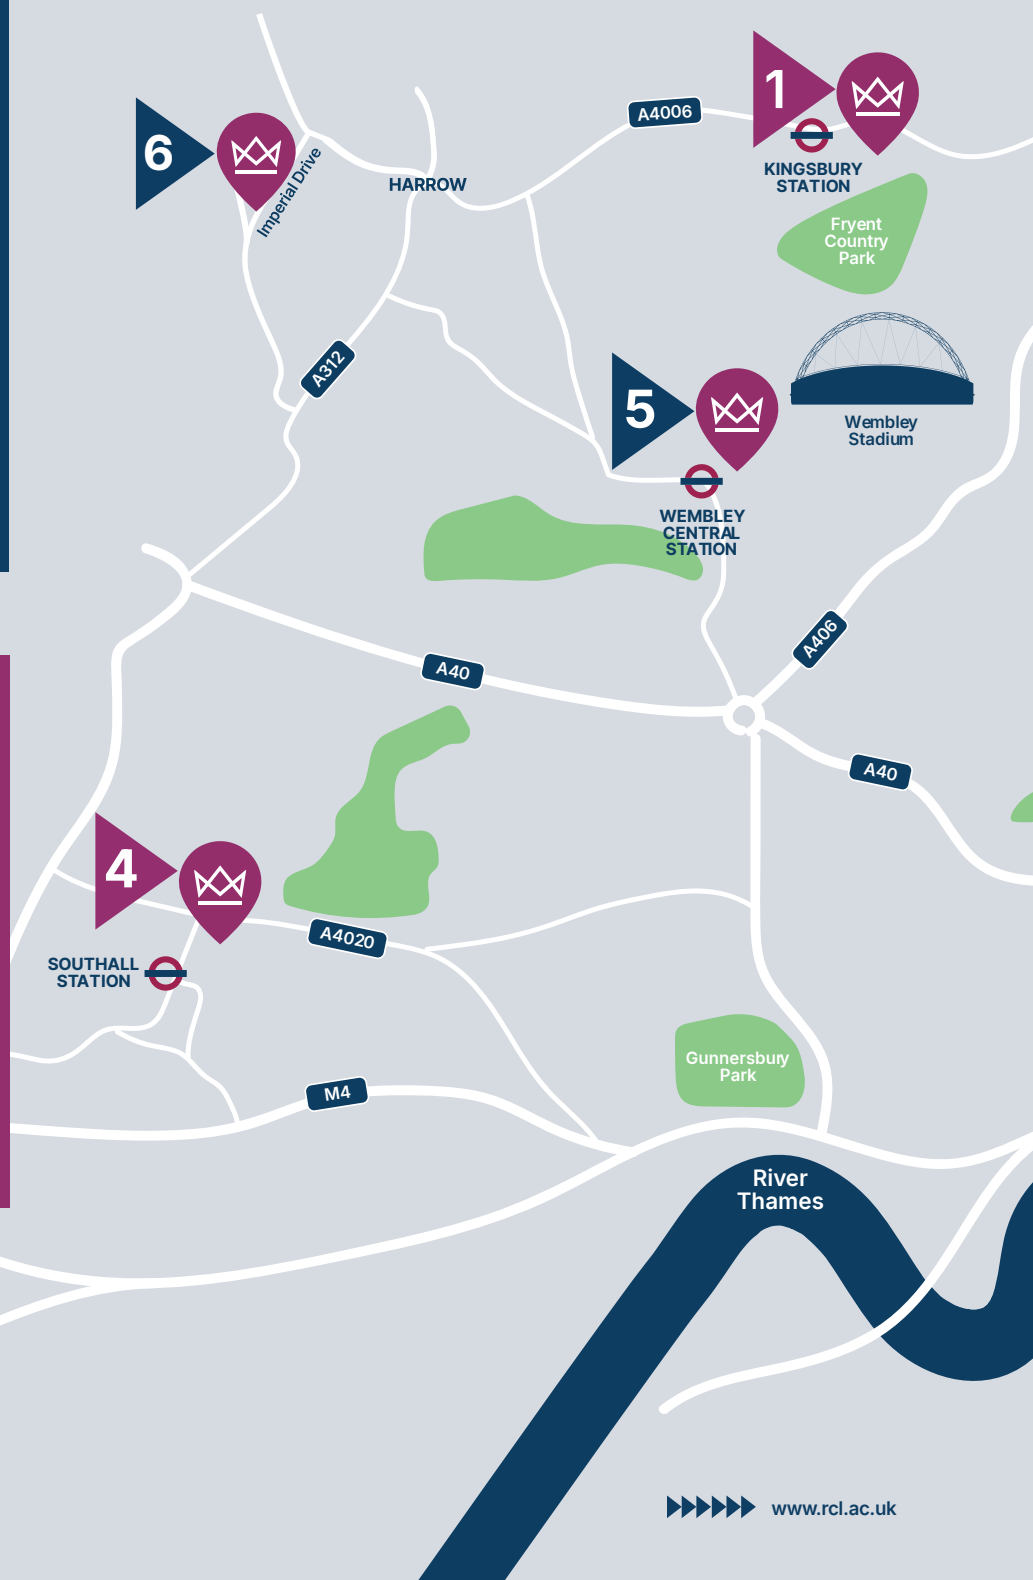 1
A4006
KINGSBURY
STATION
6
Imperial Drive
HARROW
Fryent
Country
Park
A312
5
Wembley
Stadium
WEMBLEY
CENTRAL
STATION
A406
A40
A40
4
A4020
SOUTHALL
STATION
Gunnersbury
Park
M4
River
Thames
www.rcl.ac.uk